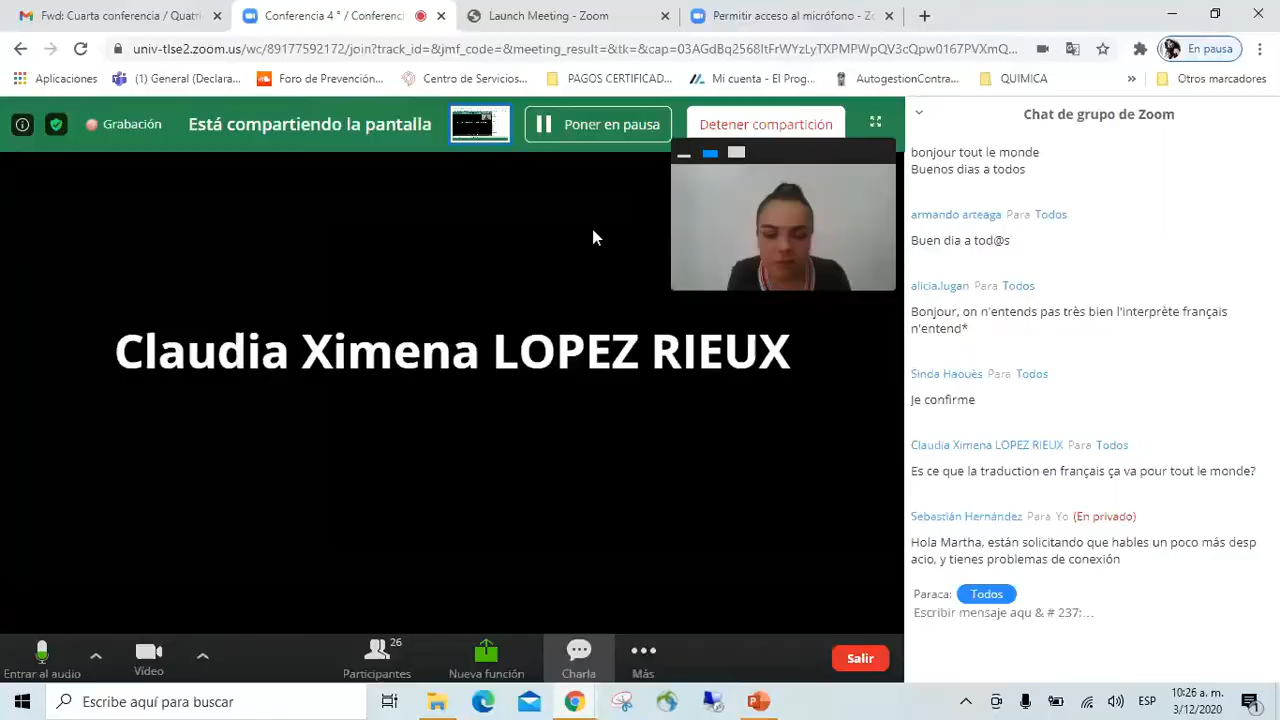 Fwd: Cuarta conferencia / Quatri
Conferencia 4 ° / Conferenci
Launch Meeting - Zoom
Permitir acceso al micrófono - Zo
univ-tlse2.zoom.us/wc/89177592172/join?track_id=&jmf_code=&meeting_result=&tk=&cap=03AGdBq2568ItFrWYzLyTXPMPWpQV3cQpw0167PVXmQ...
En pausa
Aplicaciones
(1) General (Declara...
Foro de Prevención,...
Centro de Servicios...
PAGOS CERTIFICAD...
Mi cuenta - El Prog...
AutogestionContra...
QUIMICA
»
Otros marcadores
Grabación
Está compartiendo la pantalla
Poner en pausa
Detener compartición
Chat de grupo de Zoom
bonjour tout le monde
Buenos dias a todos
armando arteaga Para Todos
Buen dia a tod@s
alicia.lugan Para Todos
Bonjour, on n'entends pas très bien l'interprète français
n'entend*
Sinda Haouès Para Todos
Je confirme
Claudia Ximena LOPEZ RIEUX Para Todos
Es ce que la traduction en français ça va pour tout le monde?
Sebastián Hernández Para Yo (En privado)
Hola Martha, están solicitando que hables un poco más desp
acio, y tienes problemas de conexión
Paraca: Todos
Escribir mensaje aqu & # 237;...
Claudia Ximena LOPEZ RIEUX
Entrar al audio
Vídeo
26
Participantes
Nueva función
Charla
Más
Salir
Escribe aquí para buscar
ESP
10:26 a. m.
3/12/2020